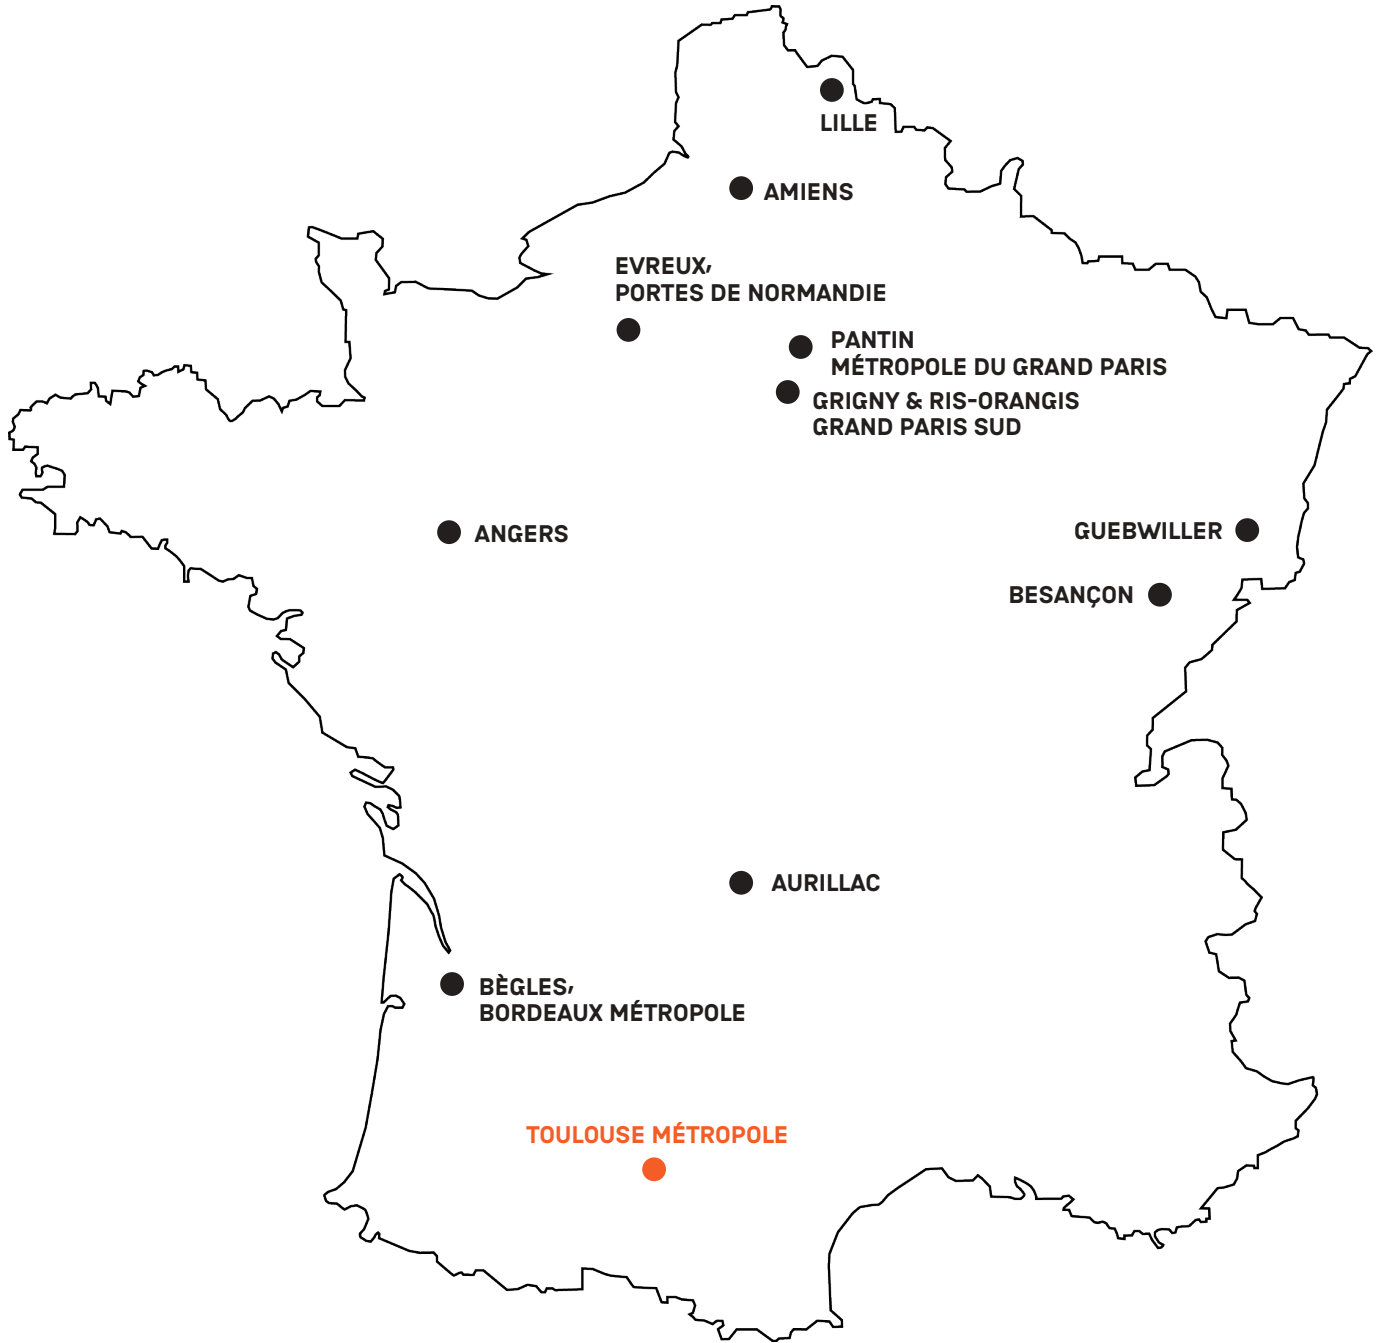 LILLE
AMIENS
EVREUX,
PORTES DE NORMANDIE
PANTIN
MÉTROPOLE DU GRAND PARIS
GRIGNY & RIS-ORANGIS
GRAND PARIS SUD
ANGERS
GUEBWILLER
BESANÇON
AURILLAC
BÈGLES,
BORDEAUX MÉTROPOLE
TOULOUSE MÉTROPOLE